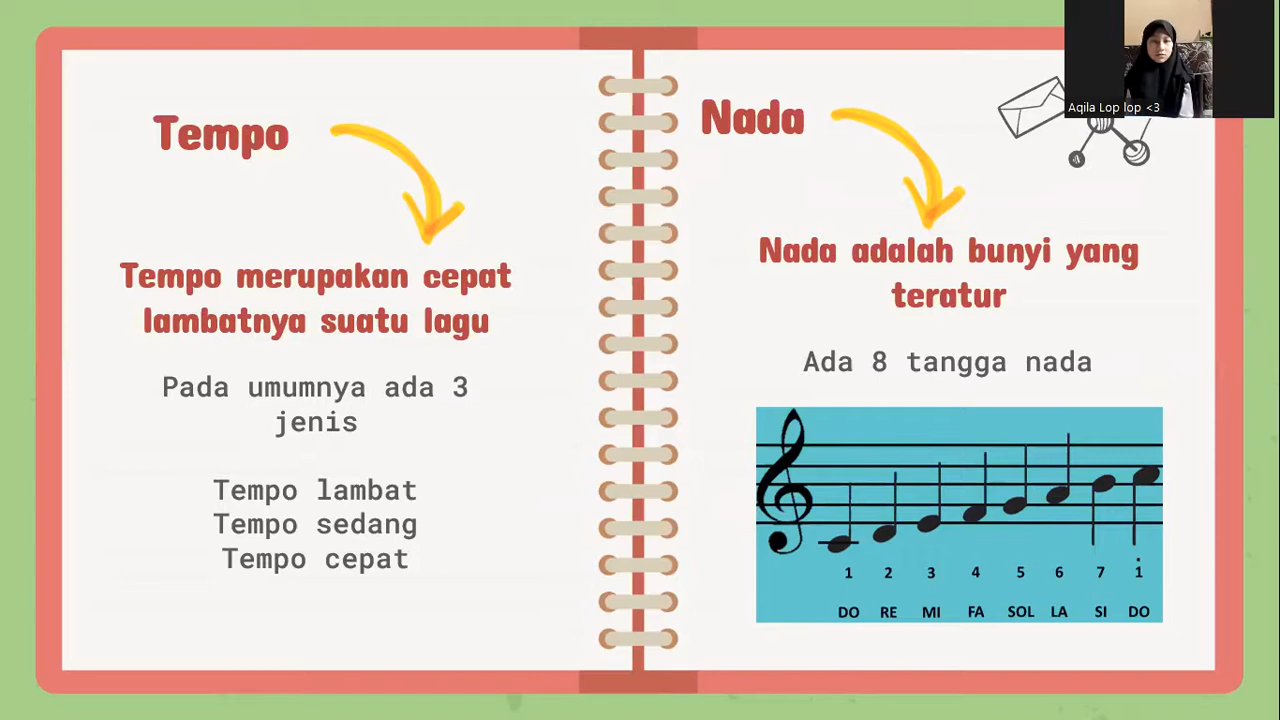 Tempo
Tempo merupakan cepat
lambatnya suatu lagu
Pada umumnya ada 3
jenis
Tempo lambat
Tempo sedang
Tempo cepat
Nada
Nada adalah bunyi yang
teratur
Ada 8 tangga nada
1 2 3 4 5 6 7 1̇
DO RE MI FA SOL LA SI DO
Aqila Lop lop <3